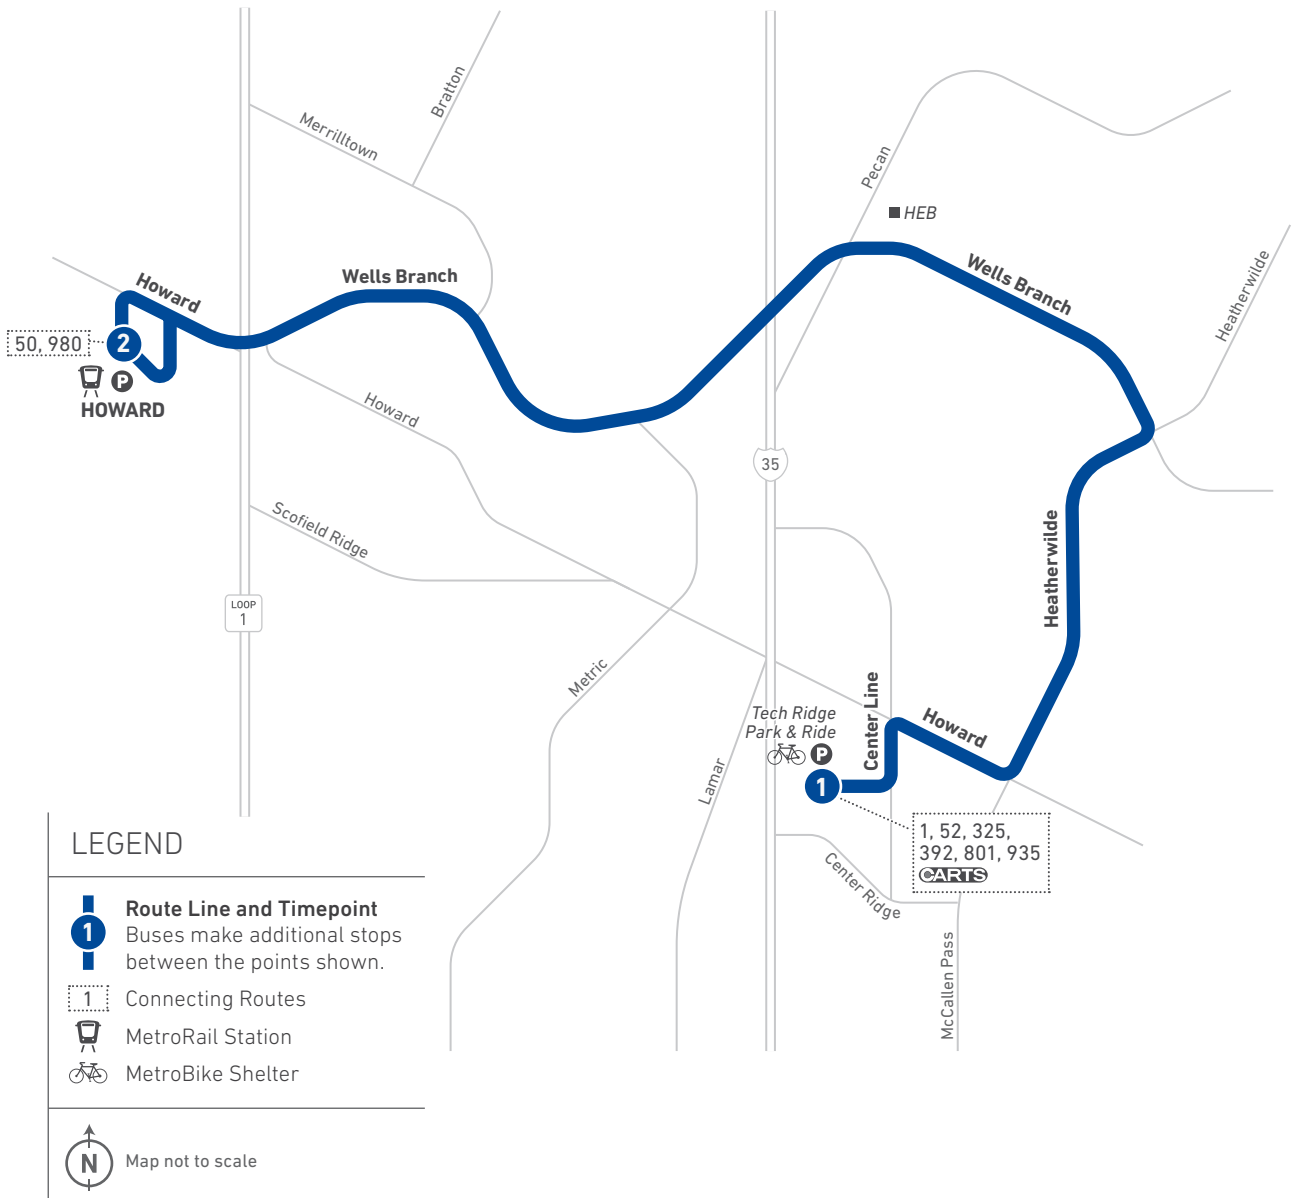 Bratton
Merrilltown
Pecan
HEB
Wells Branch
Heatherwilde
Howard
Wells Branch
50, 980
2
P
HOWARD
Howard
35
Scofield Ridge
LOOP
1
Heatherwilde
Metric
Center Line
Howard
Tech Ridge
Park & Ride
P
1
Lamar
1, 52, 325,
392, 801, 935
CARTS
Center Ridge
McCallen Pass
LEGEND
1
Route Line and Timepoint
Buses make additional stops
between the points shown.
1 Connecting Routes
MetroRail Station
MetroBike Shelter
N Map not to scale